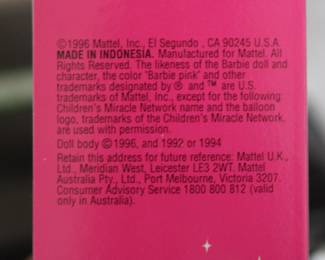 ©1996 Mattel, Inc., El Segundo , CA 90245 U.S.A.
MADE IN INDONESIA. Manufactured for Mattel. All
Rights Reserved. The likeness of the Barbie doll and
character, the color "Barbie pink" and other
trademarks designated by ® and ™ are U.S.
trademarks of Mattel, Inc., except for the following:
Children's Miracle Network name and the balloon
logo, trademarks of the Children's Miracle Network,
are used with permission.
Doll body ©1996, and 1992 or 1994
Retain this address for future reference: Mattel U.K.,
Ltd., Meridian West, Leicester LE3 2WT. Mattel
Australia Pty., Ltd., Port Melbourne, Victoria 3207.
Consumer Advisory Service 1800 800 812 (valid
only in Australia).